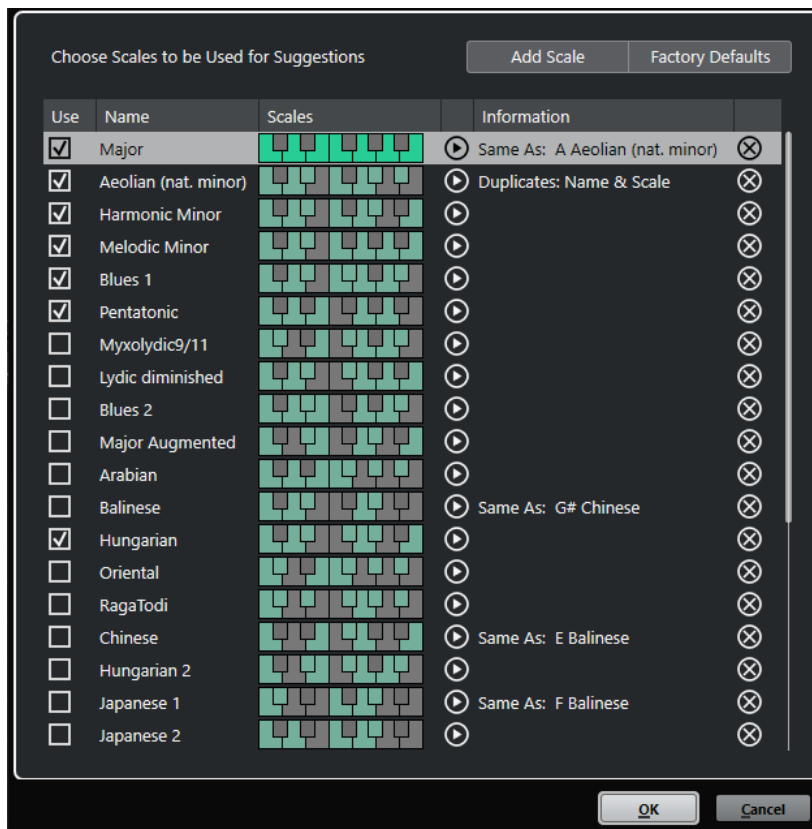 Choose Scales to be Used for Suggestions Add Scale Factory Defaults
Use Name Scales Information
Major Same As: A Aeolian (nat. minor)
Aeolian (nat. minor) Duplicates: Name & Scale
Harmonic Minor
Melodic Minor
Blues 1
Pentatonic
Myxolydic9/11
Lydic diminished
Blues 2
Major Augmented
Arabian
Balinese Same As: G# Chinese
Hungarian
Oriental
RagaTodi
Chinese Same As: E Balinese
Hungarian 2
Japanese 1 Same As: F Balinese
Japanese 2
OK Cancel